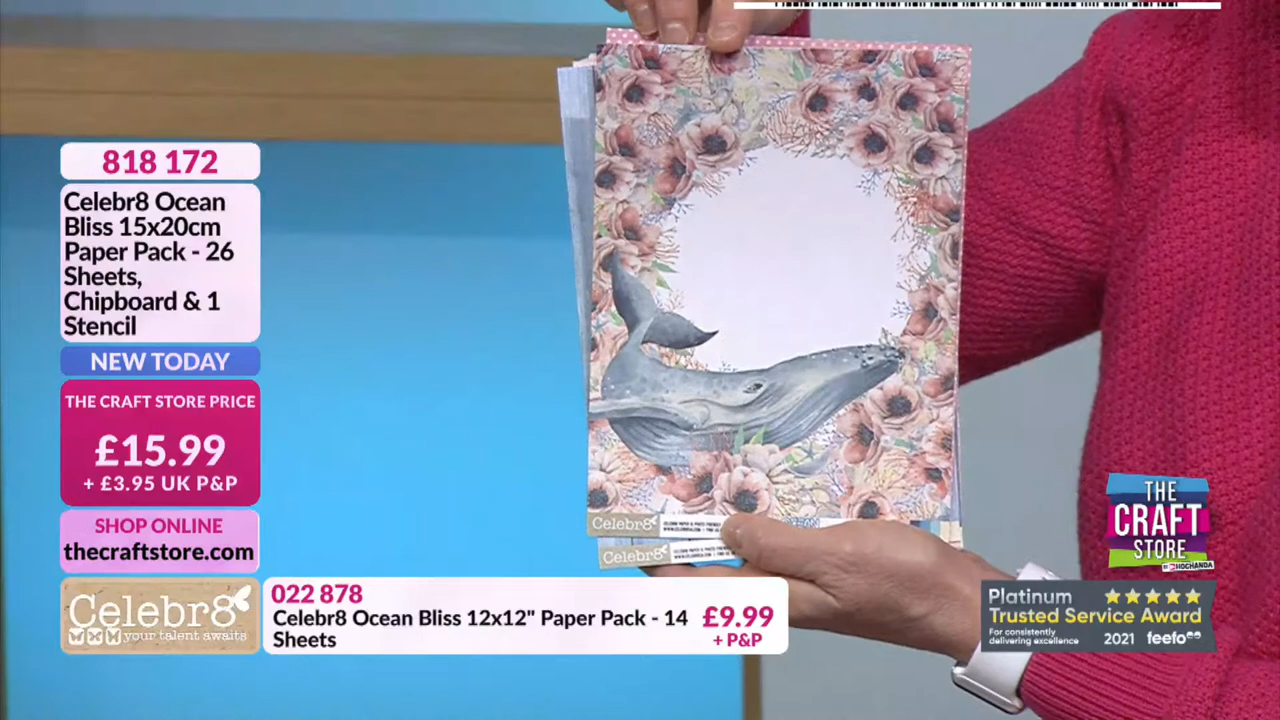 818 172
Celebr8 Ocean
Bliss 15x20cm
Paper Pack - 26
Sheets,
Chipboard & 1
Stencil
NEW TODAY
THE CRAFT STORE PRICE
£15.99
+ £3.95 UK P&P
SHOP ONLINE
thecraftstore.com
Celebr8
your talent awaits
022 878
Celebr8 Ocean Bliss 12x12" Paper Pack - 14
Sheets
£9.99
+ P&P
Celebr8
Celebr8
THE
CRAFT
STORE
HOCHANDA
Platinum
Trusted Service Award
For consistently
delivering excellence
2021 feefo